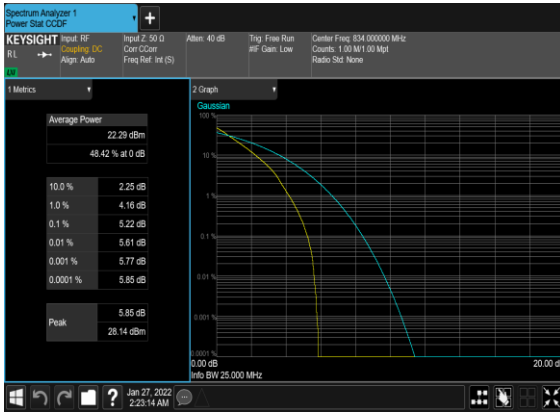 Spectrum Analyzer 1
Power Stat CCDF
KEYSIGHT
RL
LW
Input: RF
Coupling: DC
Align: Auto
Input Z: 50 Ω
Corr CCorr
Freq Ref: Int (S)
Atten: 40 dB
Trig: Free Run
#IF Gain: Low
Center Freq: 834.000000 MHz
Counts: 1.00 M/1.00 Mpt
Radio Std: None
1 Metrics
Average Power
22.29 dBm
48.42 % at 0 dB
10.0 % 2.25 dB
1.0 % 4.16 dB
0.1 % 5.22 dB
0.01 % 5.61 dB
0.001 % 5.77 dB
0.0001 % 5.85 dB
Peak
5.85 dB
28.14 dBm
2 Graph
Gaussian
100 %
10 %
1 %
0.1 %
0.01 %
0.001 %
0.0001 %
0.00 dB
20.00 d
Info BW 25.000 MHz
Jan 27, 2022
2:23:14 AM